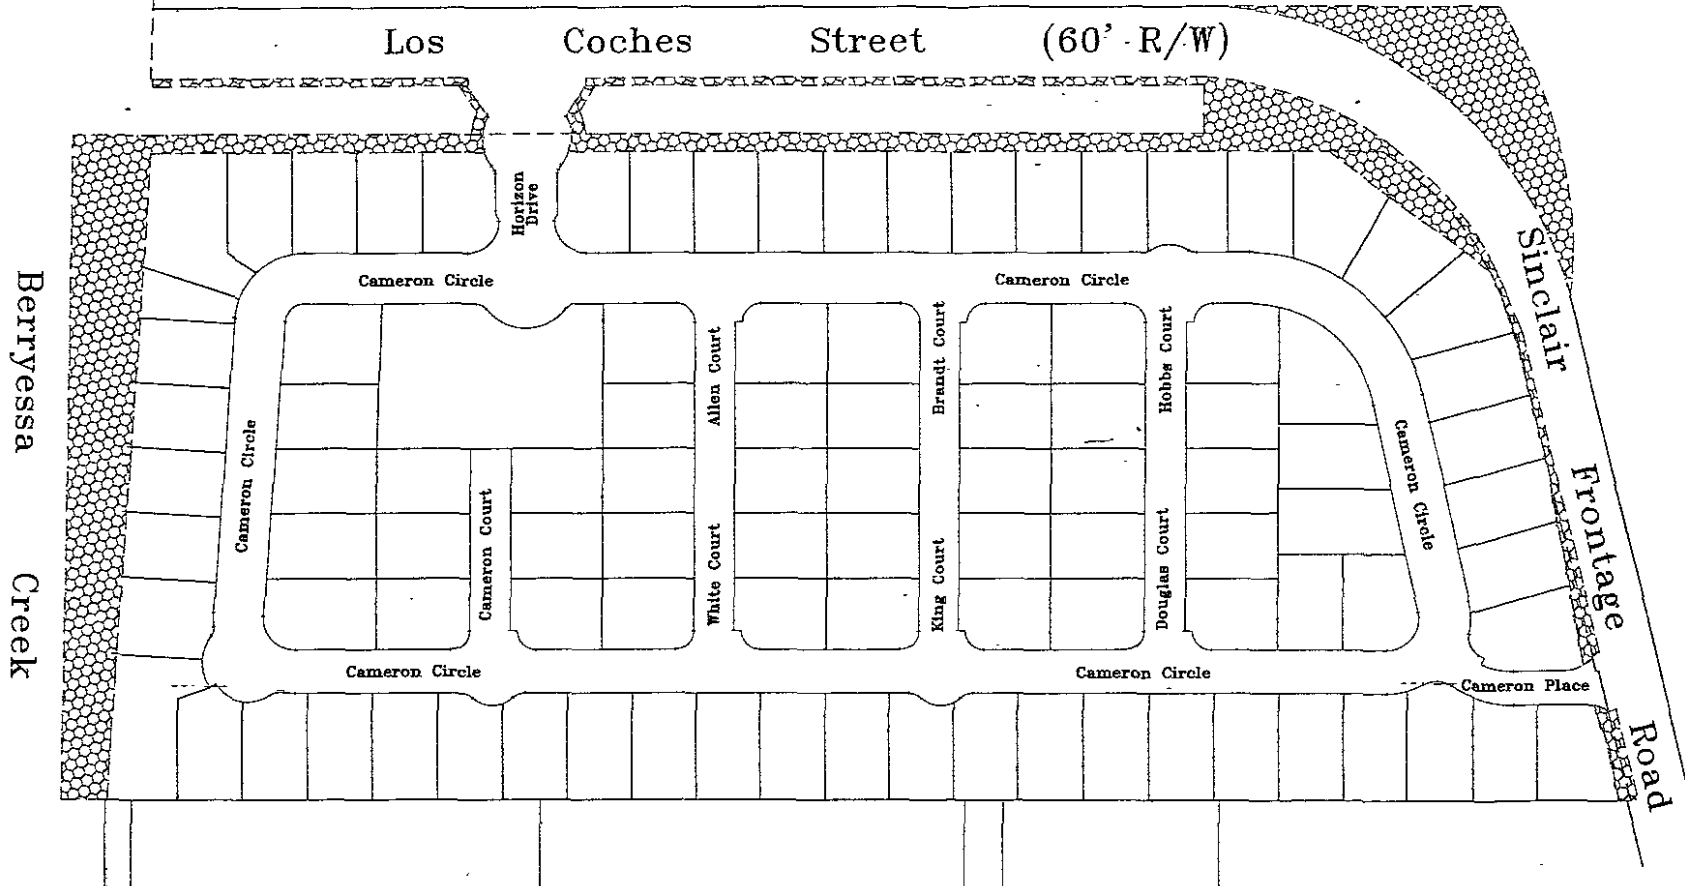 Los Coches Street (60' R/W)
Horizon
Drive
Cameron Circle
Cameron Circle
Sinclair
Frontage
Road
Berryessa
Creek
Allen Court
Brandt Court
Hobbs Court
Cameron Circle
Cameron Circle
Cameron Court
White Court
King Court
Douglas Court
Cameron Circle
Cameron Circle
Cameron Place